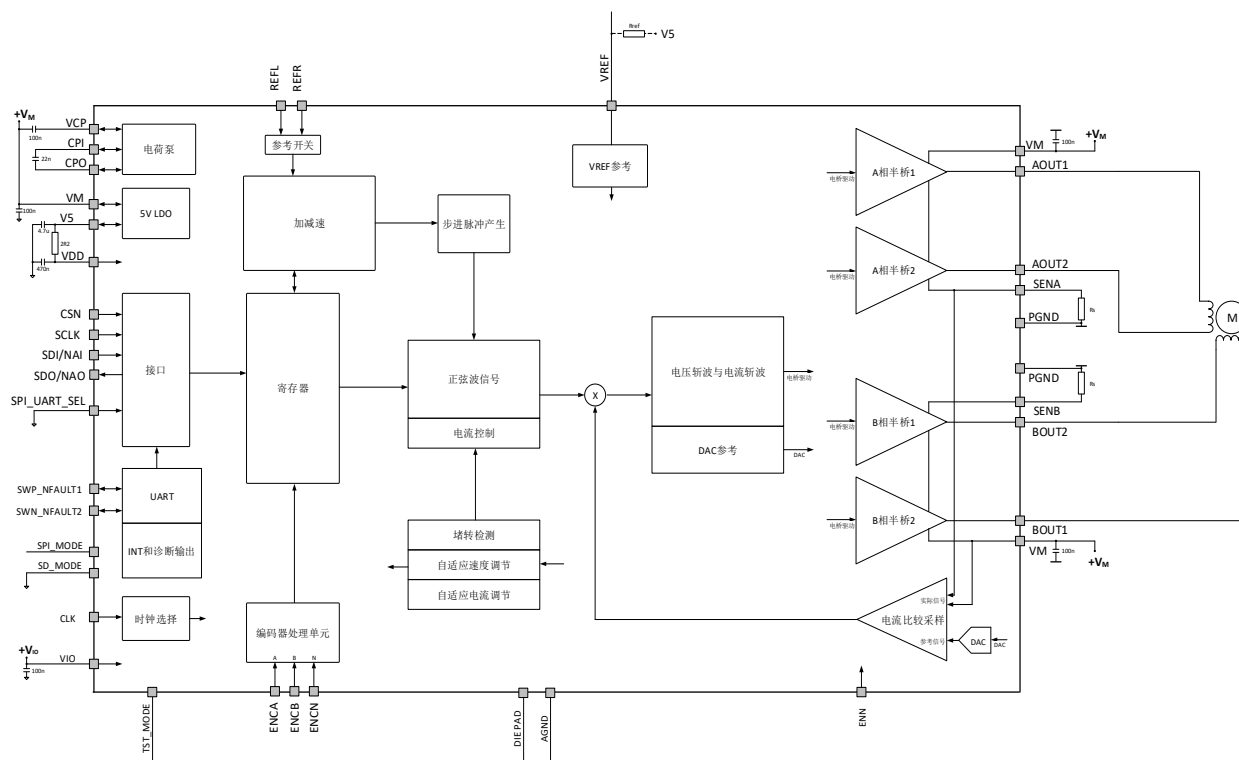 Rref
V5
VREF
REFL
REFR
+VM
VCP
100n
CPI
22n
CPO
电荷泵
参考开关
VREF参考
VM
100n
+VM
AOUT1
A相半桥1
电桥驱动
VM
100n
V5
4.7u
2R2
VDD
470n
5V LDO
加减速
步进脉冲产生
A相半桥2
电桥驱动
AOUT2
SENA
Rs
PGND
M
CSN
SCLK
SDI/NAI
SDO/NAO
SPI_UART_SEL
接口
寄存器
正弦波信号
电流控制
X
电压斩波与电流斩波
电桥驱动
DAC参考
DAC
PGND
Rs
SENB
BOUT2
B相半桥1
电桥驱动
SWP_NFAULT1
SWN_NFAULT2
UART
INT和诊断输出
SPI_MODE
SD_MODE
堵转检测
自适应速度调节
自适应电流调节
B相半桥2
电桥驱动
BOUT1
VM
100n
+VM
CLK
时钟选择
编码器处理单元
A
B
N
实际信号
电流比较采样
参考信号
DAC
DAC
+VIO
VIO
100n
TST_MODE
ENCA
ENCB
ENCN
DIE PAD
AGND
ENN